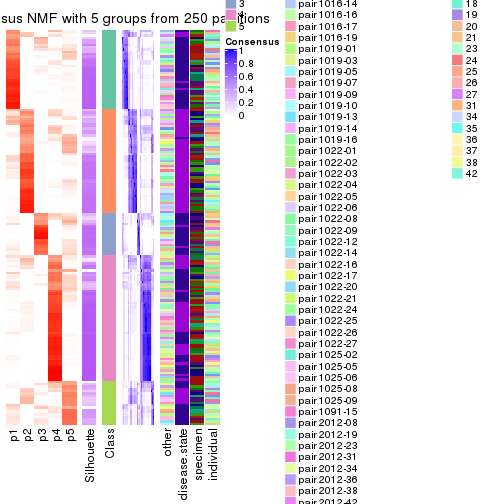 sus NMF with 5 groups from 250 pa  itions
3
4
5
Consensus
1
0.8
0.6
0.4
0.2
0
p1
p2
p3
p4
p5
Silhouette
Class
other
disease.state
specimen
individual
pair1016-14
pair1016-16
pair1016-17
pair1019-01
pair1019-03
pair1019-05
pair1019-07
pair1019-09
pair1019-10
pair1019-13
pair1019-14
pair1019-16
pair1022-01
pair1022-02
pair1022-03
pair1022-04
pair1022-05
pair1022-06
pair1022-08
pair1022-09
pair1022-12
pair1022-14
pair1022-16
pair1022-17
pair1022-20
pair1022-21
pair1022-24
pair1022-25
pair1022-26
pair1022-27
pair1025-02
pair1025-05
pair1025-06
pair1025-08
pair1025-09
pair1091-15
pair2012-08
pair2012-19
pair2012-23
pair2012-31
pair2012-34
pair2012-36
pair2012-38
pair2012-42
18
19
20
21
23
24
25
26
27
31
34
35
36
37
38
42